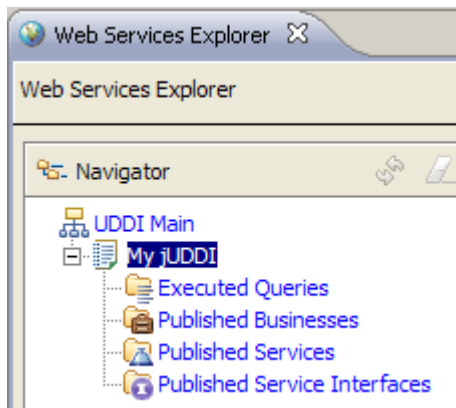 Web Services Explorer
Web Services Explorer
Navigator
UDDI Main
My jUDDI
Executed Queries
Published Businesses
Published Services
Published Service Interfaces